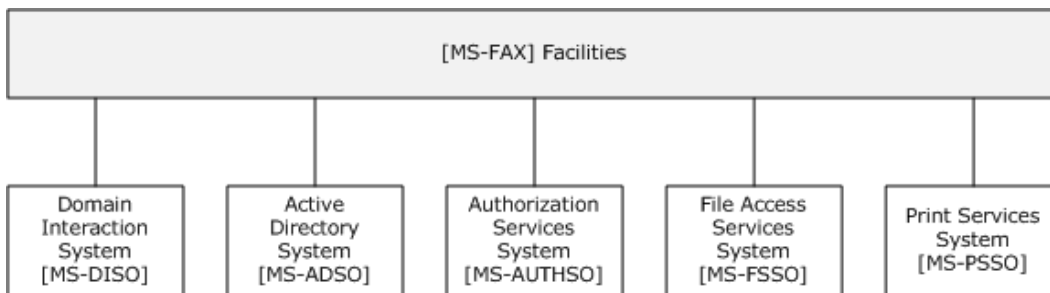 [MS-FAX] Facilities
Domain
Interaction
System
[MS-DISO]
Active
Directory
System
[MS-ADSO]
Authorization
Services
System
[MS-AUTHSO]
File Access
Services
System
[MS-FSSO]
Print Services
System
[MS-PSSO]